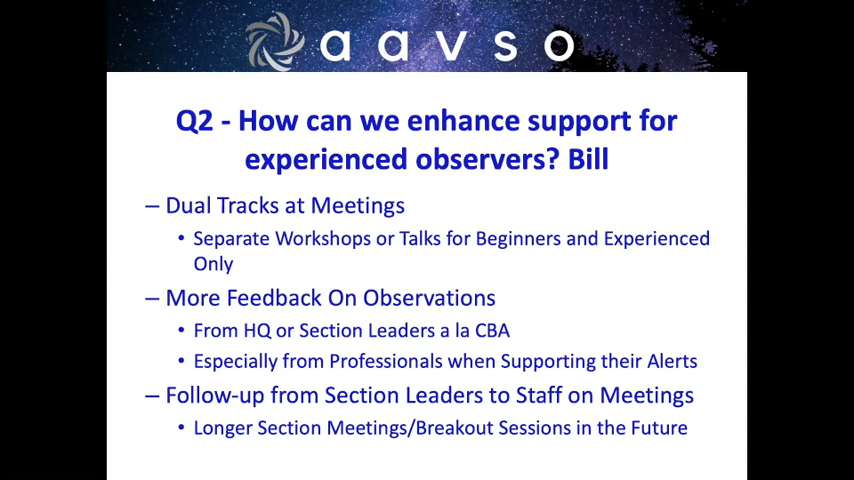 aavso
Q2 - How can we enhance support for
experienced observers? Bill
– Dual Tracks at Meetings
• Separate Workshops or Talks for Beginners and Experienced
Only
– More Feedback On Observations
• From HQ or Section Leaders a la CBA
• Especially from Professionals when Supporting their Alerts
– Follow-up from Section Leaders to Staff on Meetings
• Longer Section Meetings/Breakout Sessions in the Future